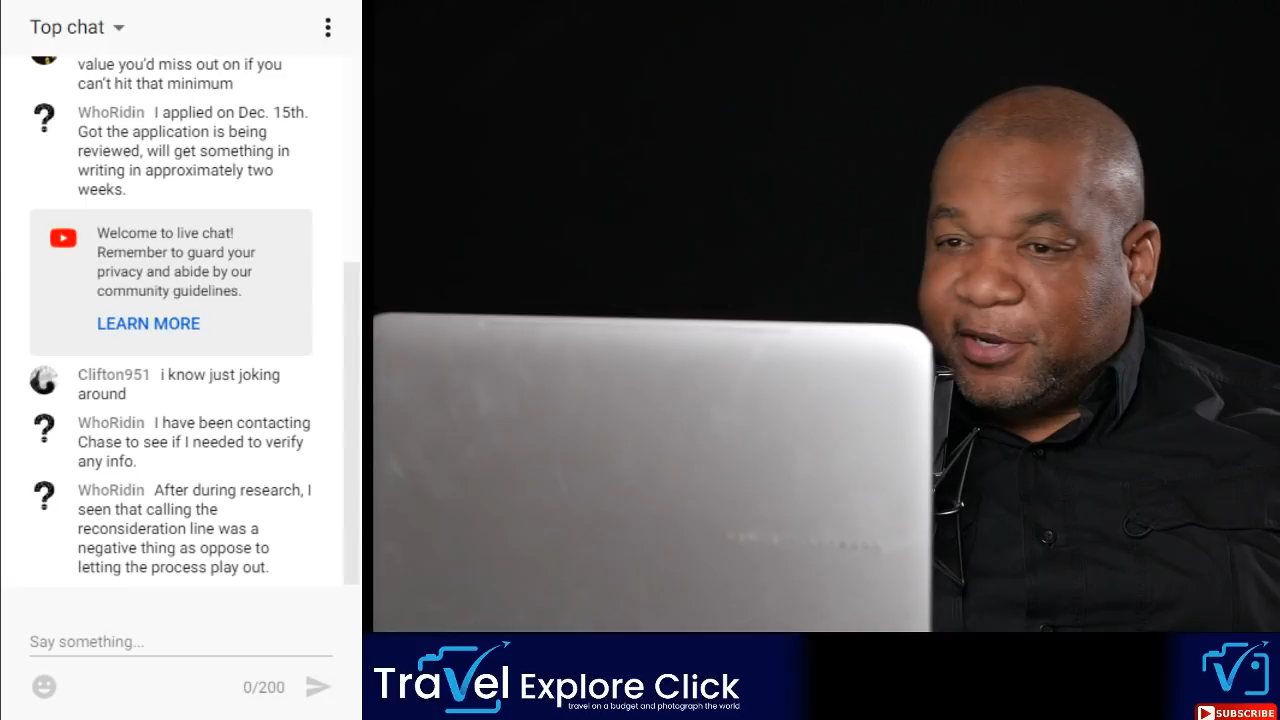 Top chat
value you'd miss out on if you
can't hit that minimum
WhoRidin I applied on Dec. 15th.
Got the application is being
reviewed, will get something in
writing in approximately two
weeks.
Welcome to live chat!
Remember to guard your
privacy and abide by our
community guidelines.
LEARN MORE
Clifton951 i know just joking
around
WhoRidin I have been contacting
Chase to see if I needed to verify
any info.
WhoRidin After during research, I
seen that calling the
reconsideration line was a
negative thing as oppose to
letting the process play out.
Say something...
0/200
Travel Explore Click
travel on a budget and photograph the world
SUBSCRIBE